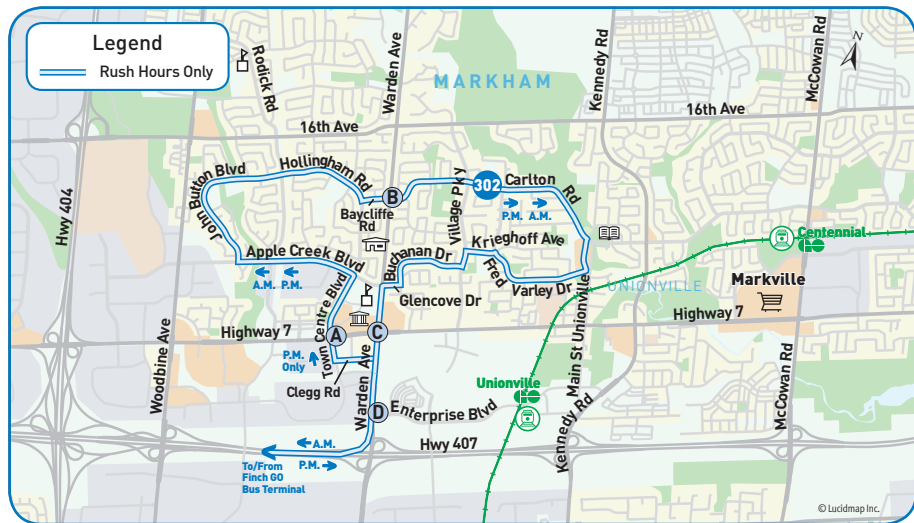 Legend
Rush Hours Only
Rodick Rd
Warden Ave
MARKHAM
Kennedy Rd
McCowan Rd
N
16th Ave
16th Ave
Hwy 404
John Button Blvd
Hollingham Rd
B
Baycliffe
Rd
Village Pky
302
Carlton Rd
P.M. A.M.
Apple Creek Blvd
A.M. P.M.
Buchanan Dr
Krieghoff Ave
Fred Varley Dr
Glencove Dr
Centennial
UNIONVILLE
Markville
Main St Unionville
Highway 7
Highway 7
Town Centre Blvd
A
C
P.M.
Only
Clegg Rd
Woodbine Ave
Warden Ave
D
Enterprise Blvd
Unionville
Kennedy Rd
McCowan Rd
Hwy 407
A.M.
P.M.
To/From
Finch GO
Bus Terminal
© Lucidmap Inc.